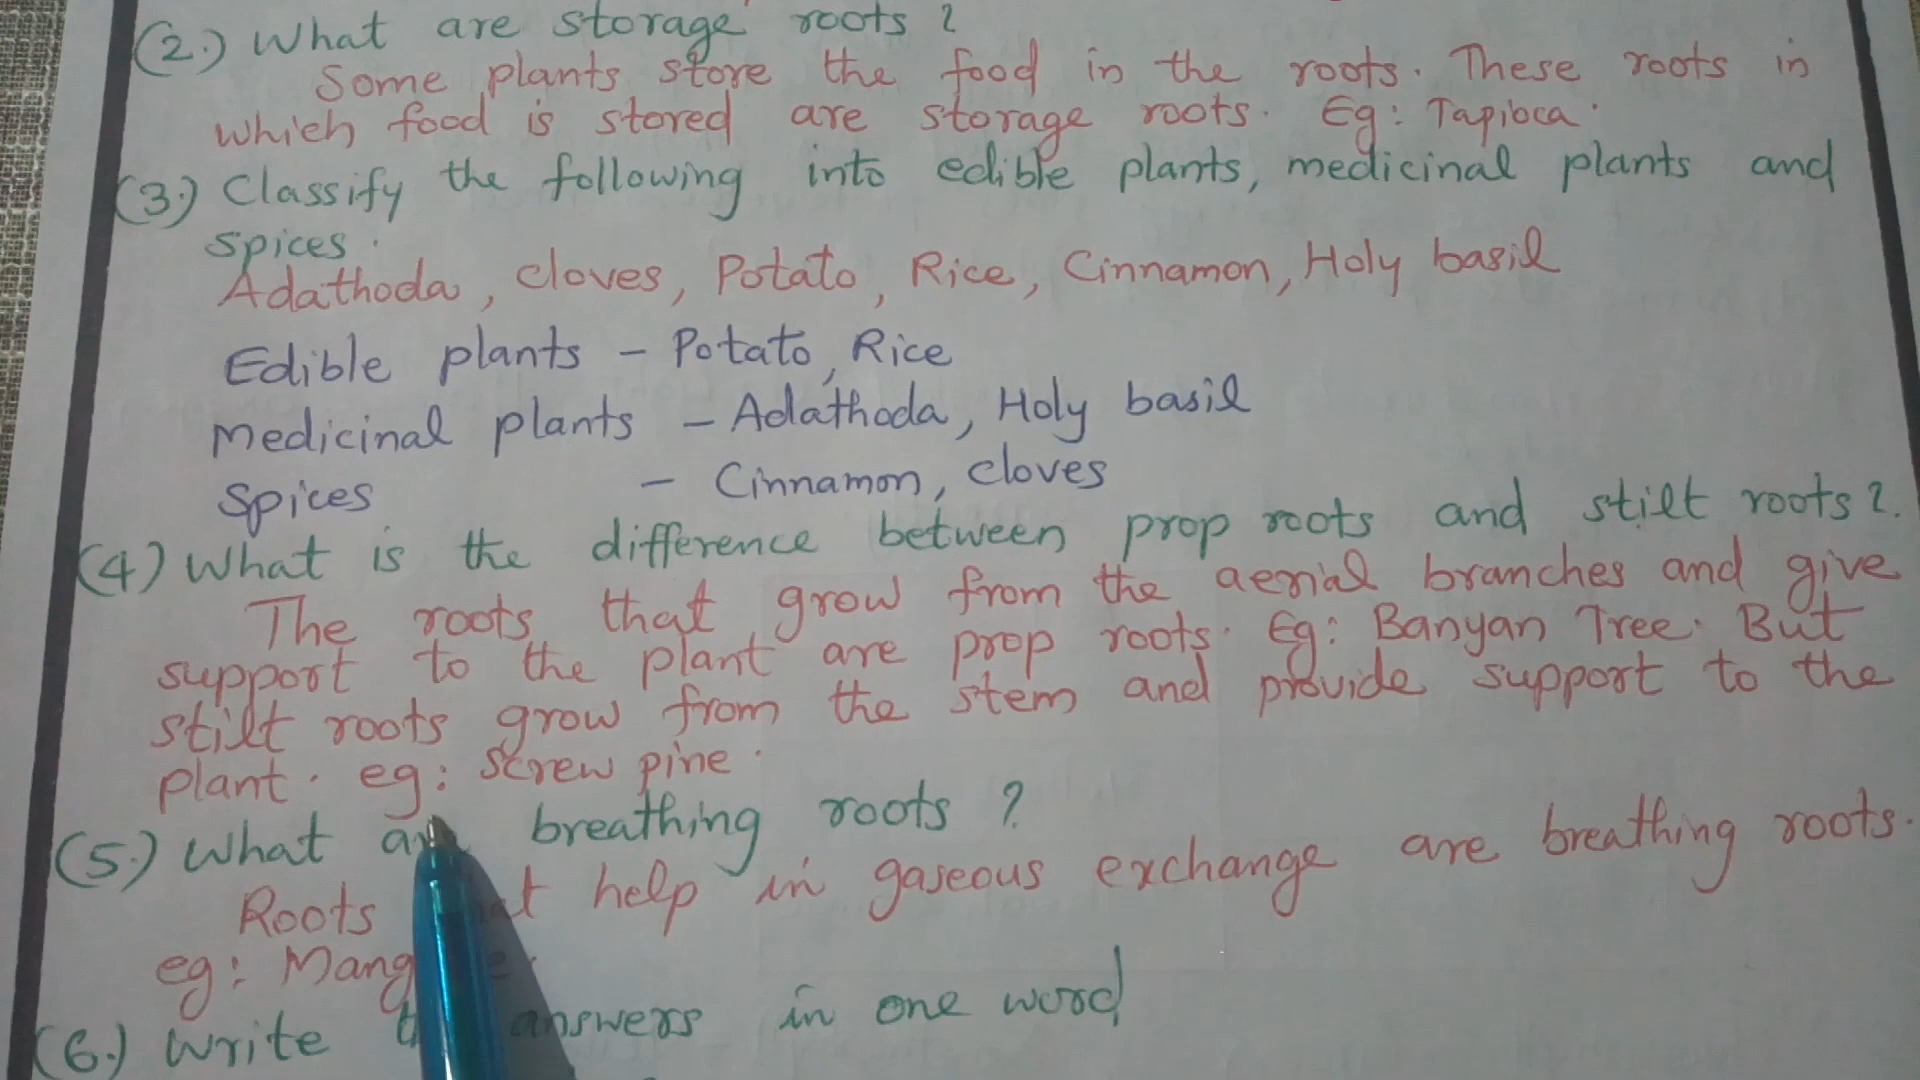 (2.) What are storage roots ?
Some plants store the food in the roots. These roots in
which food is stored are storage roots. Eg: Tapioca.
(3.) Classify the following into edible plants, medicinal plants and
spices.
Adathoda, cloves, Potato, Rice, Cinnamon, Holy basil
Edible plants - Potato, Rice
Medicinal plants - Adathoda, Holy basil
Spices - Cinnamon, cloves
(4) What is the difference between prop roots and stilt roots ?
The roots that grow from the aerial branches and give
support to the plant are prop roots. Eg: Banyan Tree. But
stilt roots grow from the stem and provide support to the
plant. eg: Screw pine.
(5.) What breathing roots ?
Roots help in gaseous exchange are breathing roots.
eg:
(6.) Write answers in one word